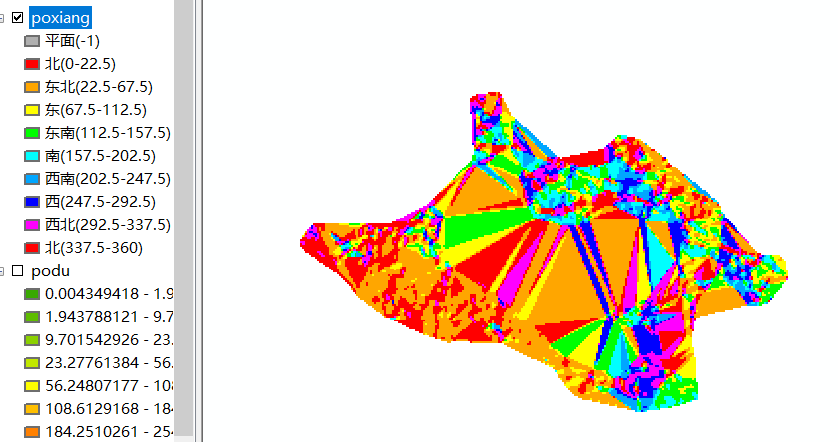 poxiang
平面(-1)
北(0-22.5)
东北(22.5-67.5)
东(67.5-112.5)
东南(112.5-157.5)
南(157.5-202.5)
西南(202.5-247.5)
西(247.5-292.5)
西北(292.5-337.5)
北(337.5-360)
podu
0.004349418 - 1.9
1.943788121 - 9.7
9.701542926 - 23.
23.27761384 - 56.
56.24807177 - 108
108.6129168 - 184
184.2510261 - 254